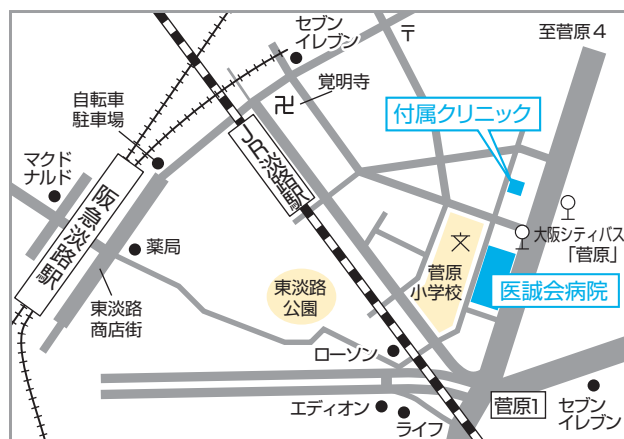 セブン
イレブン
〒
至菅原4
覚明寺
卍
自転車
駐車場
付属クリニック
JR淡路駅
マクド
ナルド
阪急淡路駅
薬局
文
大阪シティバス
「菅原」
菅原
小学校
東淡路
公園
医誠会病院
東淡路
商店街
ローソン
エディオン
ライフ
菅原1
セブン
イレブン